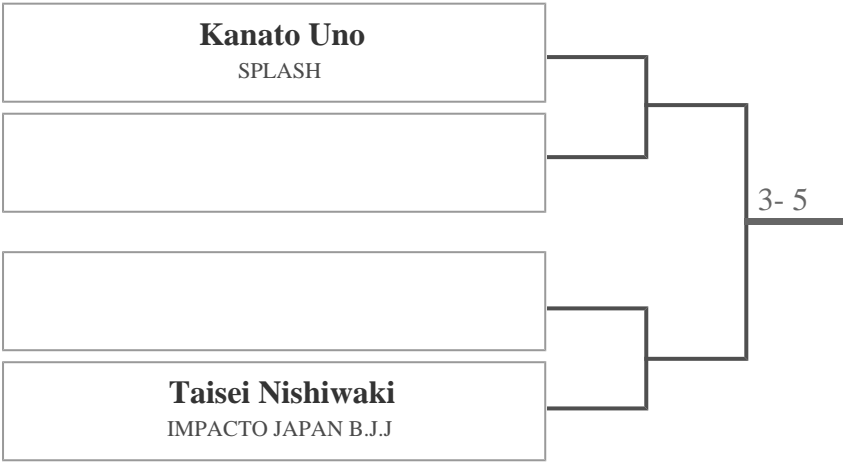 Kanato Uno
SPLASH
3- 5
Taisei Nishiwaki
IMPACTO JAPAN B.J.J